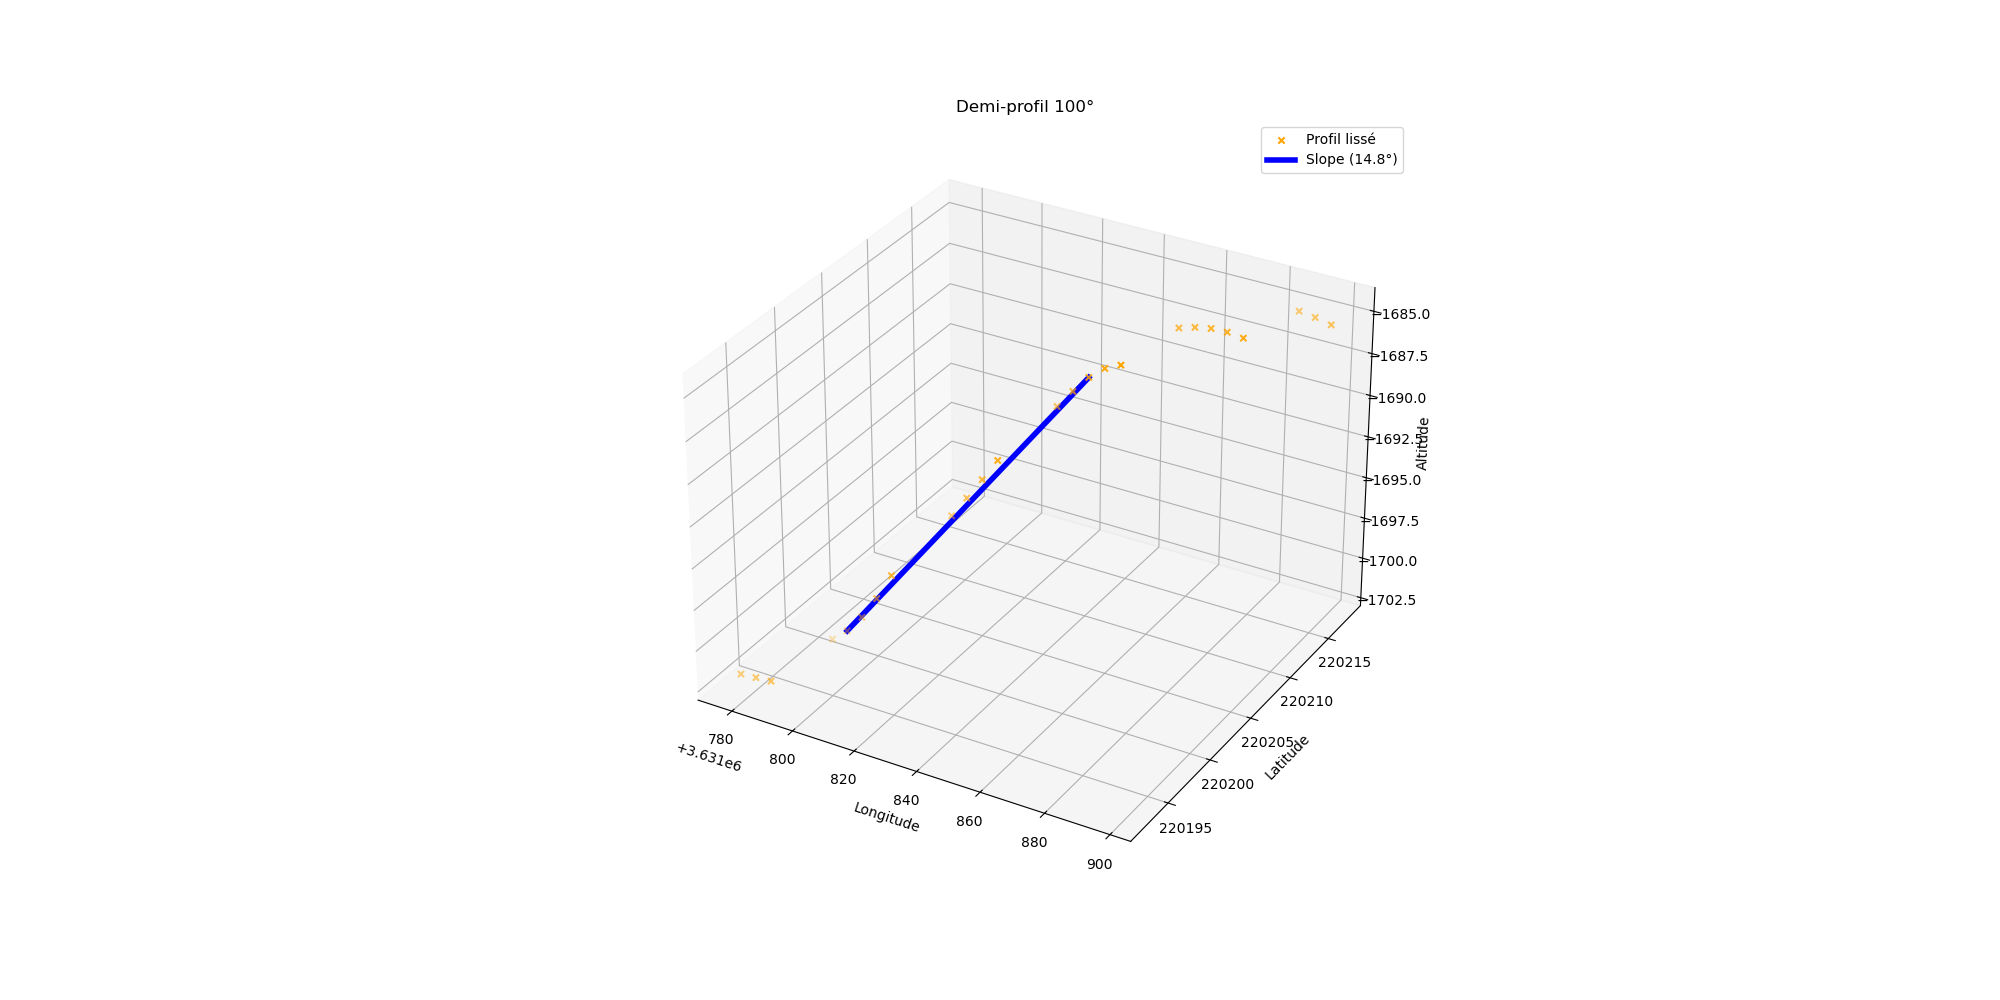 Demi-profil 100°
Profil lissé
Slope (14.8°)
−1685.0
−1687.5
−1690.0
−1692.5
−1695.0
−1697.5
−1700.0
−1702.5
Altitude
220215
220210
220205
220200
220195
Latitude
780
800
820
840
860
880
900
+3.631e6
Longitude